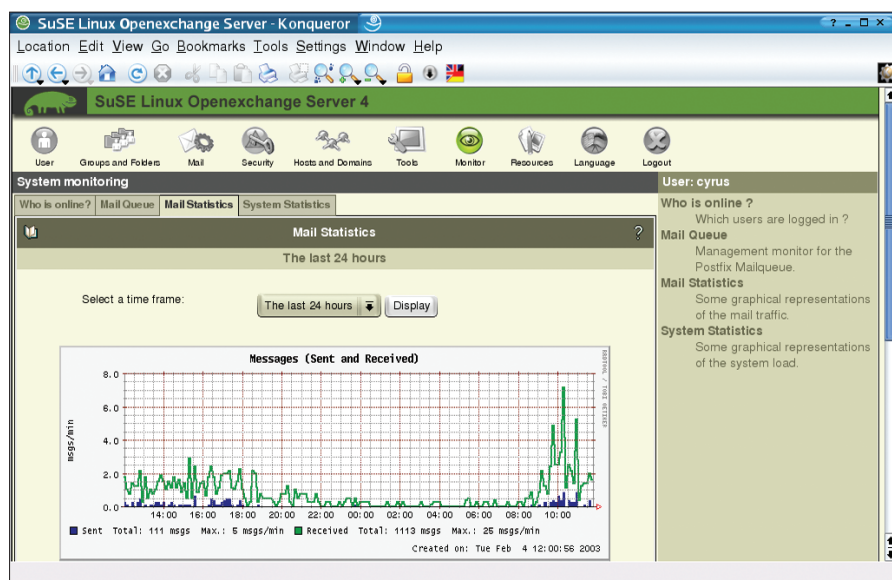 SuSE Linux Openexchange Server - Konqueror
Location Edit View Go Bookmarks Tools Settings Window Help
SuSE Linux Openexchange Server 4
User Groups and Folders Mail Security Hosts and Domains Tools Monitor Resources Language Logout
System monitoring
User: cyrus
Who is online? Mail Queue Mail Statistics System Statistics
Mail Statistics ?
The last 24 hours
Select a time frame: The last 24 hours Display
Messages (Sent and Received)
RRDTOOL / TOBI OETIKER
msgs/min
8.0
6.0
4.0
2.0
0.0
14:00 16:00 18:00 20:00 22:00 00:00 02:00 04:00 06:00 08:00 10:00
Sent Total: 111 msgs Max.: 5 msgs/min Received Total: 1113 msgs Max.: 25 msgs/min
Created on: Tue Feb 4 12:00:56 2003
Who is online ?
Which users are logged in ?
Mail Queue
Management monitor for the
Postfix Mailqueue.
Mail Statistics
Some graphical representations
of the mail traffic.
System Statistics
Some graphical representations
of the system load.